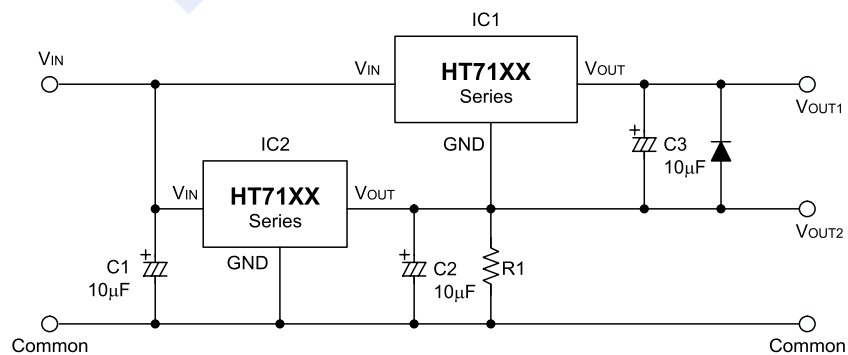 IC1
VIN
VIN
HT71XX
Series
VOUT
VOUT1
GND
+
C3
10μF
IC2
VIN
HT71XX
Series
VOUT
VOUT2
GND
+
C1
10μF
+
C2
10μF
R1
Common
Common